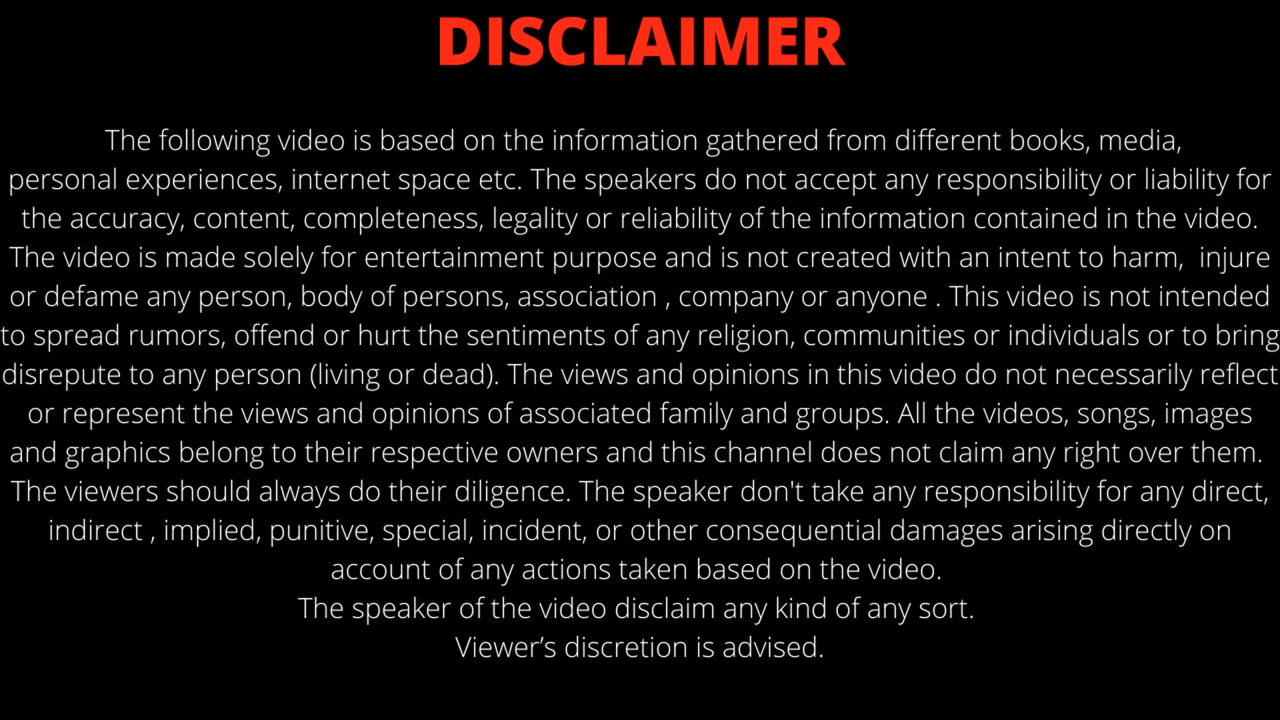 DISCLAIMER
The following video is based on the information gathered from different books, media,
personal experiences, internet space etc. The speakers do not accept any responsibility or liability for
the accuracy, content, completeness, legality or reliability of the information contained in the video.
The video is made solely for entertainment purpose and is not created with an intent to harm,  injure
or defame any person, body of persons, association , company or anyone . This video is not intended
to spread rumors, offend or hurt the sentiments of any religion, communities or individuals or to bring
disrepute to any person (living or dead). The views and opinions in this video do not necessarily reflect
or represent the views and opinions of associated family and groups. All the videos, songs, images
and graphics belong to their respective owners and this channel does not claim any right over them.
The viewers should always do their diligence. The speaker don't take any responsibility for any direct,
indirect , implied, punitive, special, incident, or other consequential damages arising directly on
account of any actions taken based on the video.
The speaker of the video disclaim any kind of any sort.
Viewer’s discretion is advised.